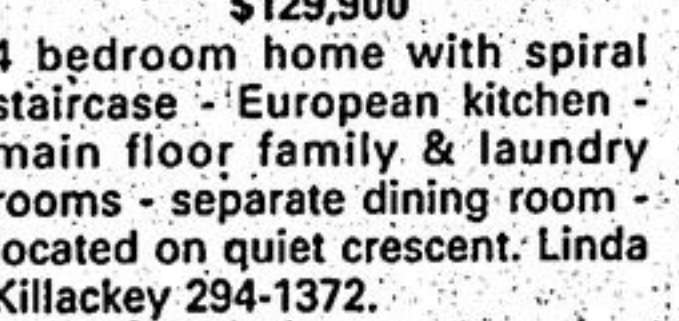 $129,900
4 bedroom home with spiral
staircase - European kitchen -
main floor family & laundry
rooms - separate dining room -
located on quiet crescent. Linda
Killackey 294-1372.